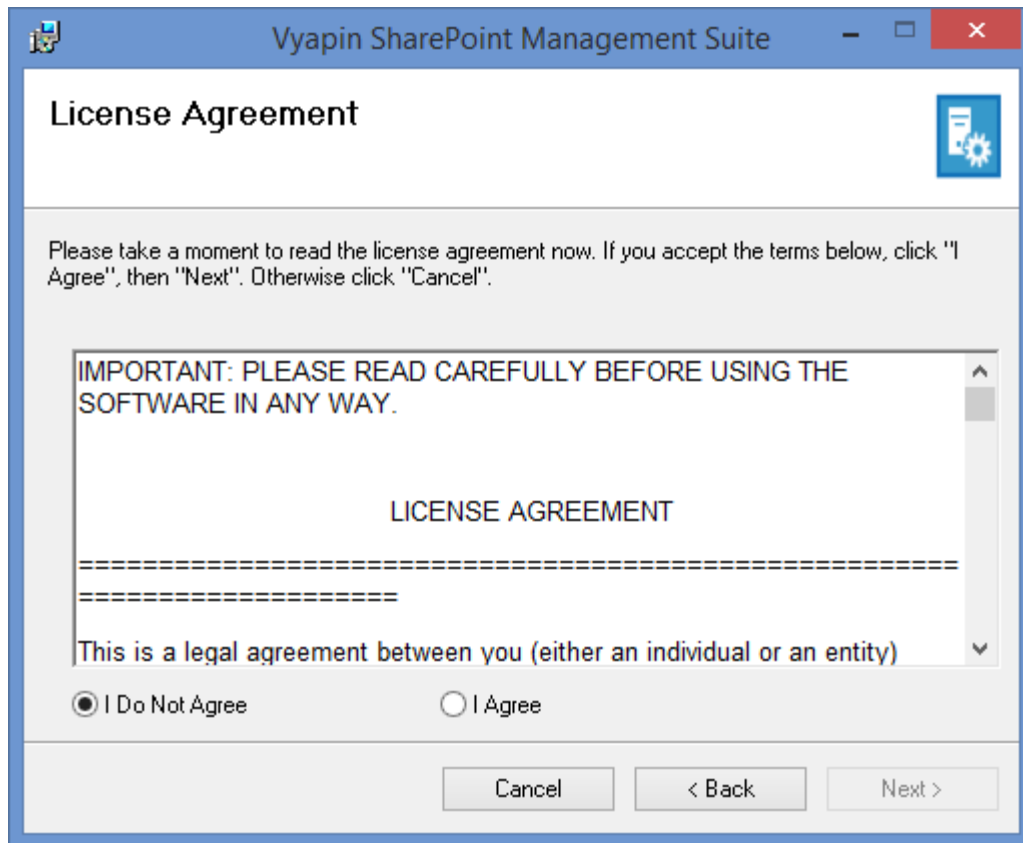 Vyapin SharePoint Management Suite
License Agreement
Please take a moment to read the license agreement now. If you accept the terms below, click "I
Agree", then "Next". Otherwise click "Cancel".
IMPORTANT: PLEASE READ CAREFULLY BEFORE USING THE
SOFTWARE IN ANY WAY.
LICENSE AGREEMENT
=======================================================
====================
This is a legal agreement between you (either an individual or an entity)
I Do Not Agree
I Agree
Cancel
< Back
Next >